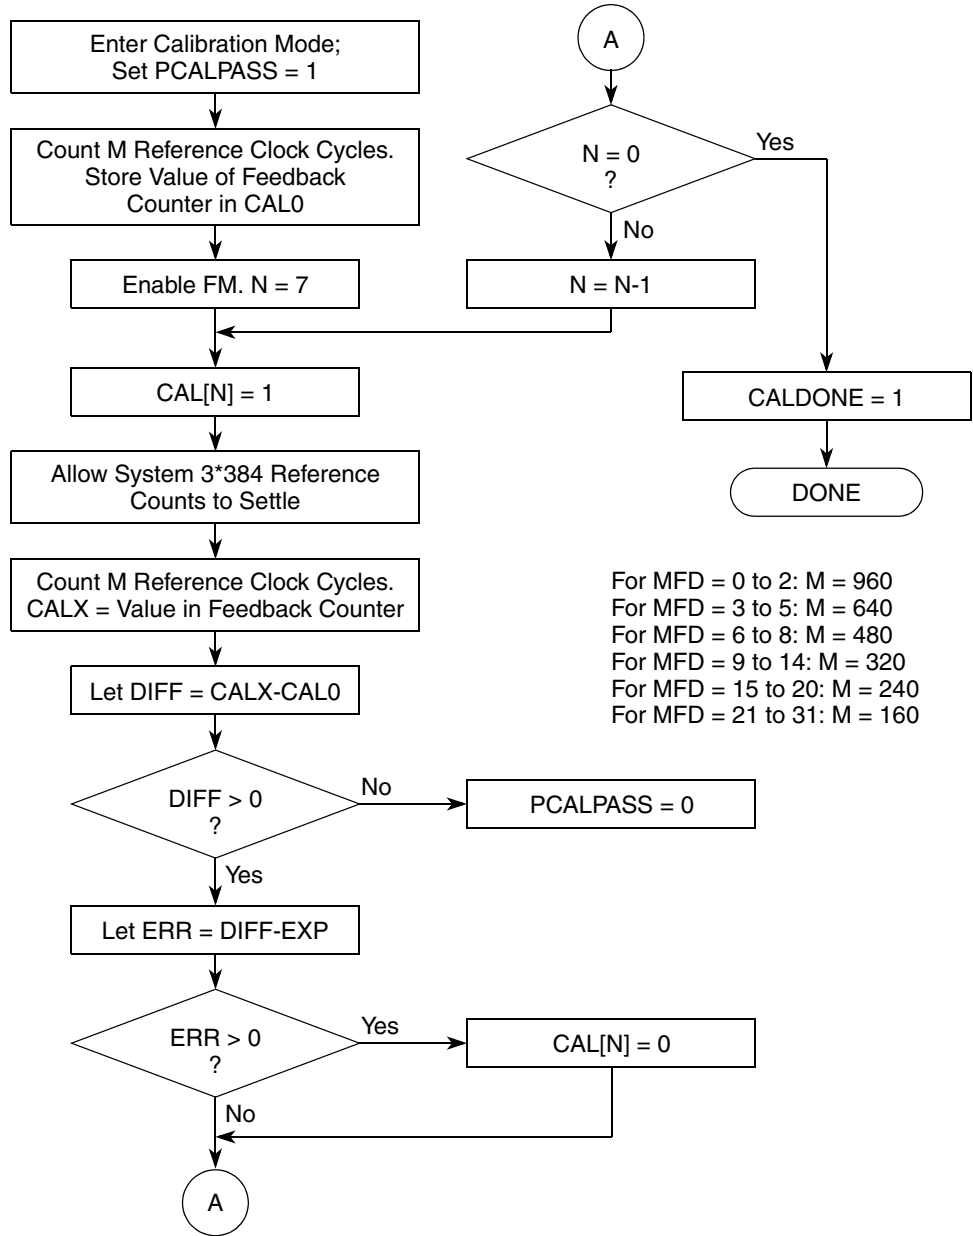 Enter Calibration Mode;
Set PCALPASS = 1
Count M Reference Clock Cycles.
Store Value of Feedback
Counter in CAL0
Enable FM. N = 7
CAL[N] = 1
Allow System 3*384 Reference
Counts to Settle
Count M Reference Clock Cycles.
CALX = Value in Feedback Counter
Let DIFF = CALX-CAL0
DIFF > 0
?
No
PCALPASS = 0
Yes
Let ERR = DIFF-EXP
ERR > 0
?
Yes
CAL[N] = 0
No
A
A
N = 0
?
Yes
No
N = N-1
CALDONE = 1
DONE
For MFD = 0 to 2: M = 960
For MFD = 3 to 5: M = 640
For MFD = 6 to 8: M = 480
For MFD = 9 to 14: M = 320
For MFD = 15 to 20: M = 240
For MFD = 21 to 31: M = 160